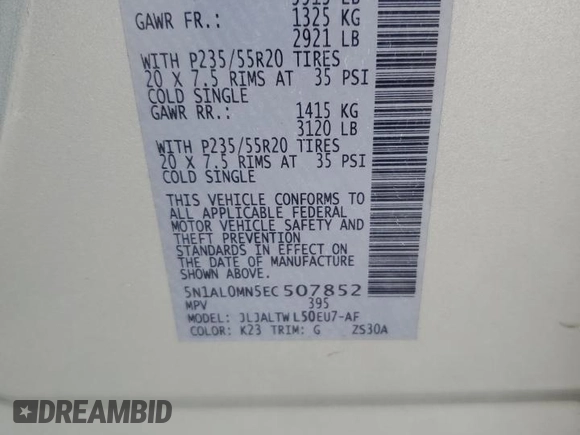 GAWR FR.: 1325 KG
2921 LB
WITH P235/55R20 TIRES
20 X 7.5 RIMS AT 35 PSI
COLD SINGLE
GAWR RR.: 1415 KG
3120 LB
WITH P235/55R20 TIRES
20 X 7.5 RIMS AT 35 PSI
COLD SINGLE
THIS VEHICLE CONFORMS TO
ALL APPLICABLE FEDERAL
MOTOR VEHICLE SAFETY AND
THEFT PREVENTION
STANDARDS IN EFFECT ON
THE DATE OF MANUFACTURE
SHOWN ABOVE.
5N1AL0MN5EC507852
MPV 395
MODEL: JLJALTW L50EU7-AF
COLOR: K23 TRIM: G ZS30A
DREAMBID